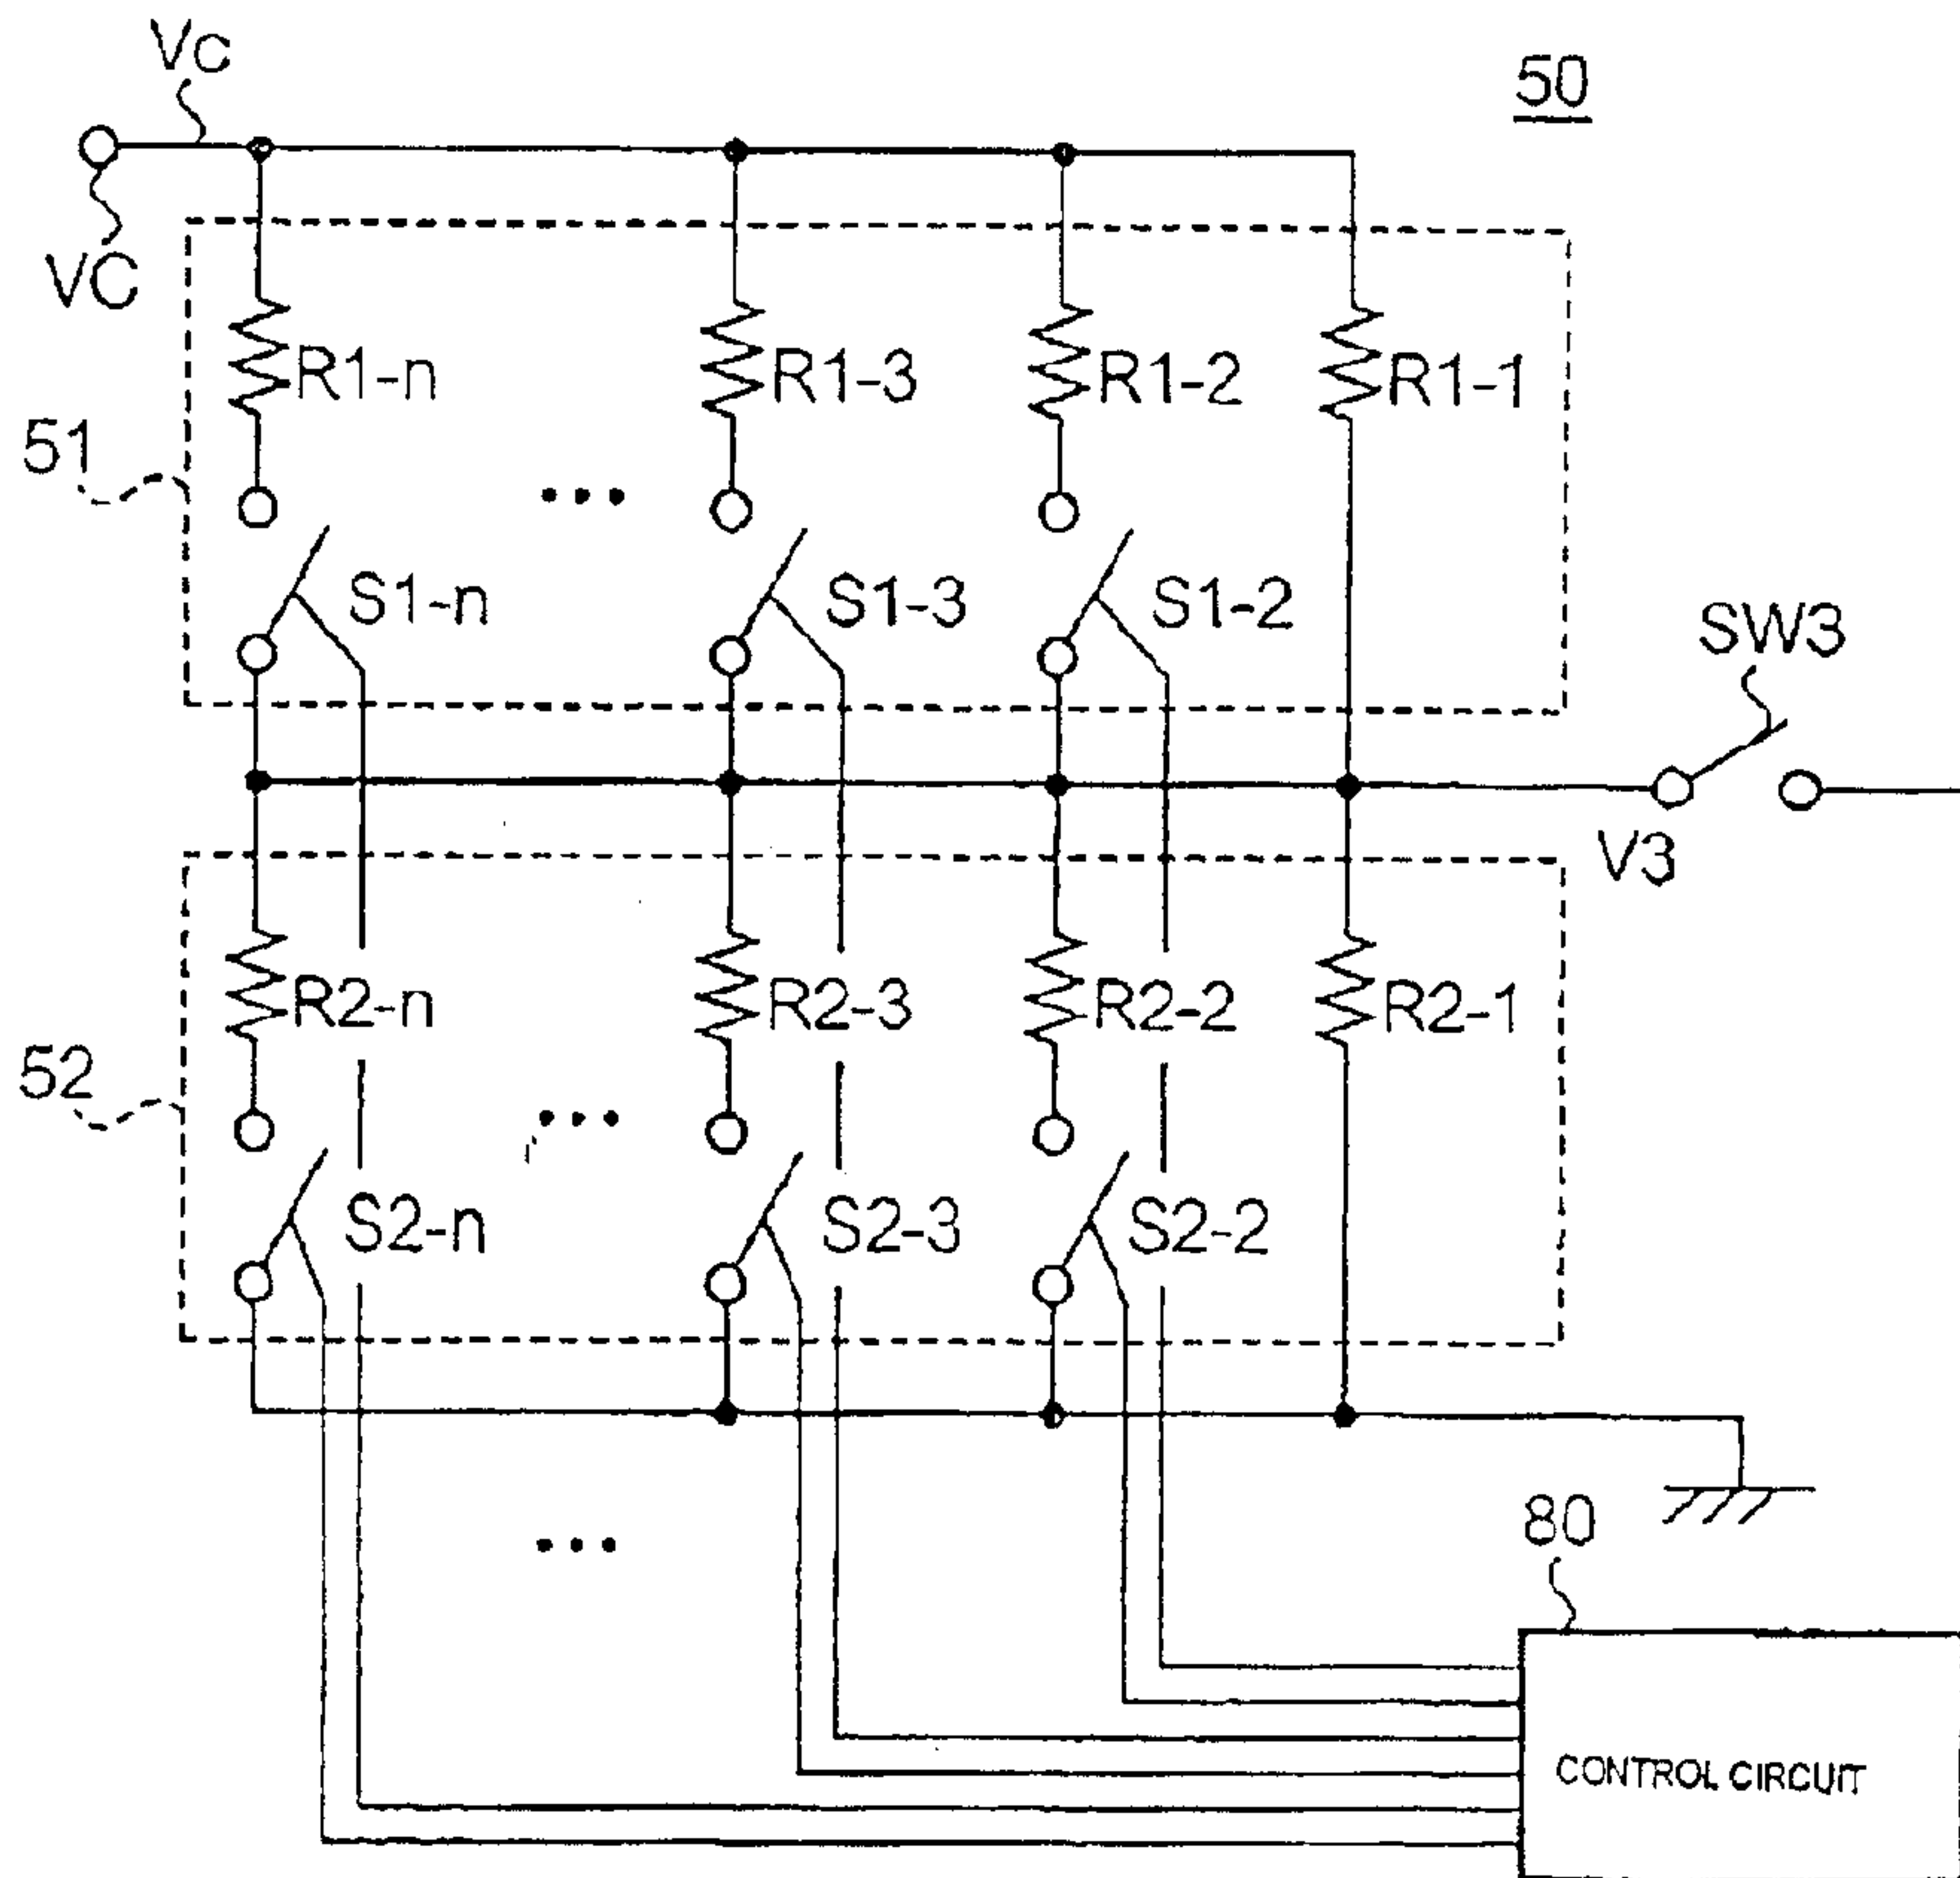 Vc
50
VC
R1-n R1-3 R1-2 R1-1
51
...
S1-n S1-3 S1-2
SW3
V3
R2-n R2-3 R2-2 R2-1
52
...
S2-n S2-3 S2-2
80
...
CONTROL CIRCUIT